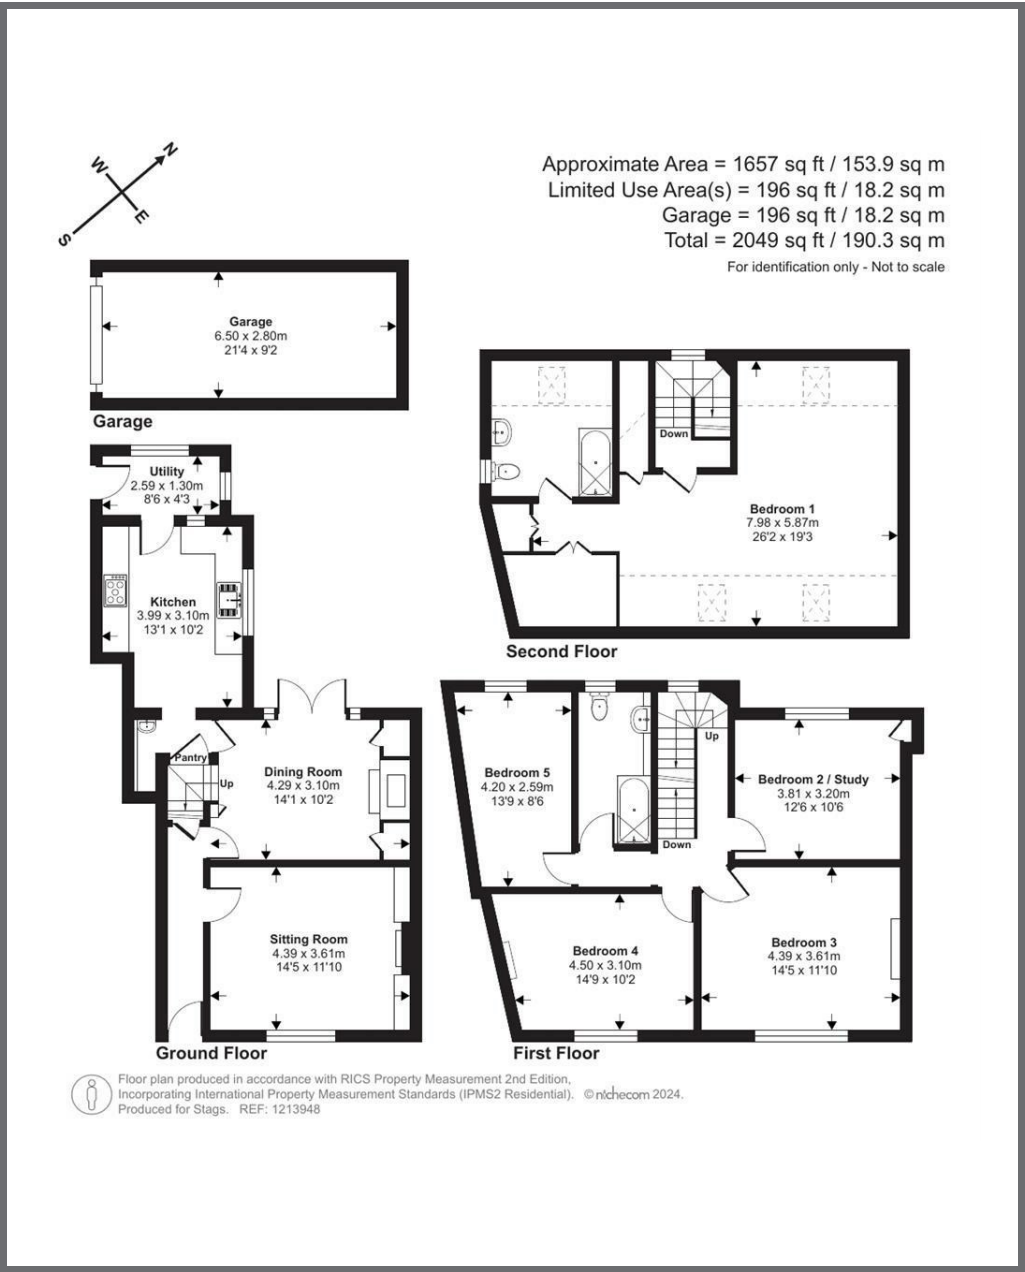 N
W
E
S
Approximate Area = 1657 sq ft / 153.9 sq m
Limited Use Area(s) = 196 sq ft / 18.2 sq m
Garage = 196 sq ft / 18.2 sq m
Total = 2049 sq ft / 190.3 sq m
For identification only - Not to scale
Garage
6.50 x 2.80m
21'4 x 9'2
Garage
Utility
2.59 x 1.30m
8'6 x 4'3
Kitchen
3.99 x 3.10m
13'1 x 10'2
Pantry
Up
Dining Room
4.29 x 3.10m
14'1 x 10'2
Sitting Room
4.39 x 3.61m
14'5 x 11'10
Ground Floor
Down
Bedroom 1
7.98 x 5.87m
26'2 x 19'3
Second Floor
Up
Bedroom 5
4.20 x 2.59m
13'9 x 8'6
Bedroom 2 / Study
3.81 x 3.20m
12'6 x 10'6
Down
Bedroom 4
4.50 x 3.10m
14'9 x 10'2
Bedroom 3
4.39 x 3.61m
14'5 x 11'10
First Floor
Floor plan produced in accordance with RICS Property Measurement 2nd Edition,
Incorporating International Property Measurement Standards (IPMS2 Residential). © nichecom 2024.
Produced for Stags. REF: 1213948